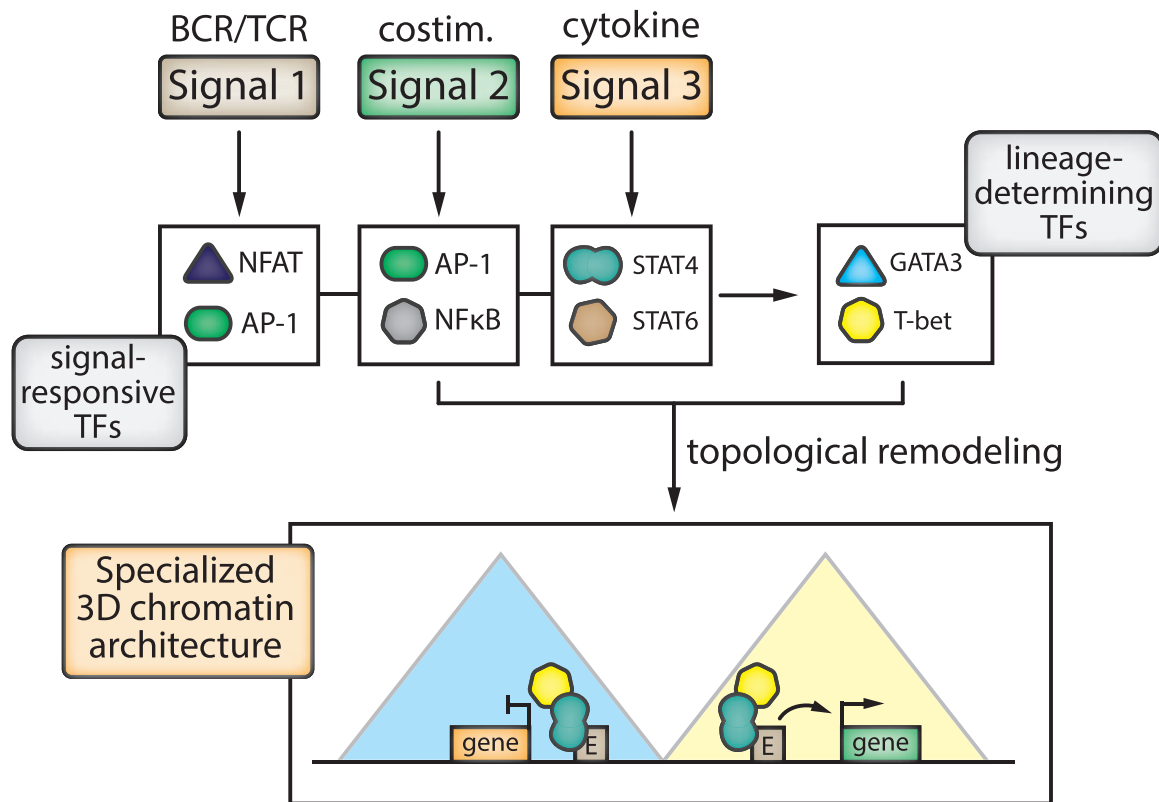 BCR/TCR
costim.
cytokine
Signal 1
Signal 2
Signal 3
lineage-
determining
TFs
NFAT
AP-1
AP-1
NFκB
STAT4
STAT6
GATA3
T-bet
signal-
responsive
TFs
topological remodeling
Specialized
3D chromatin
architecture
gene
E
E
gene